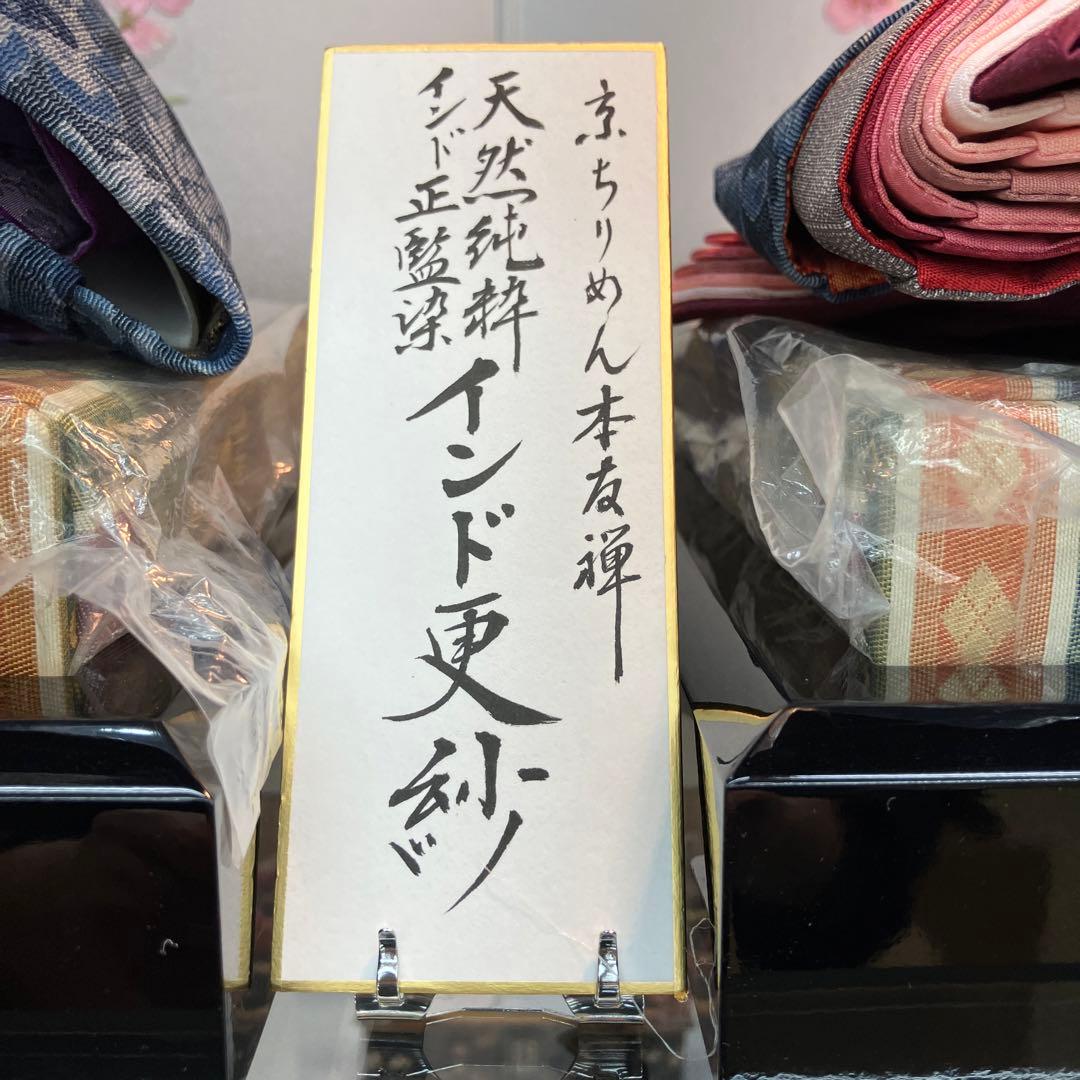 京ちりめん本友禅
天然純粋
インド正藍染
インド更紗